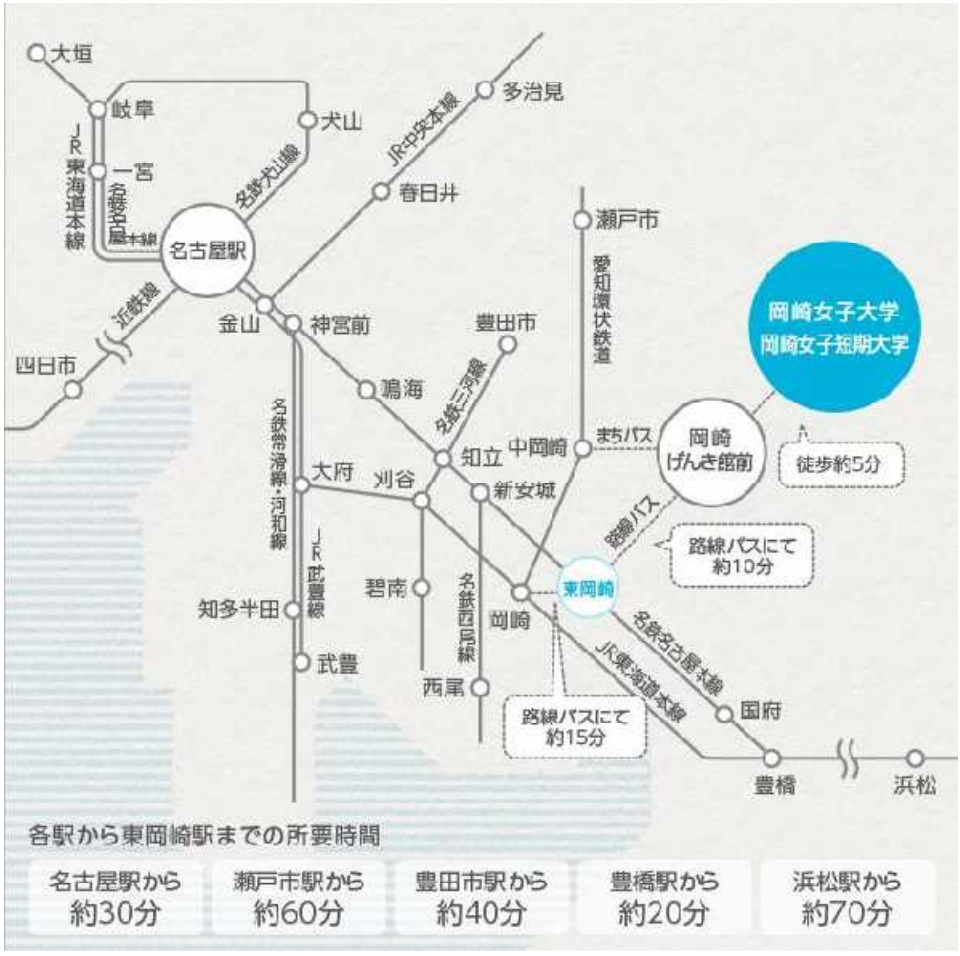 大垣
岐阜
犬山
多治見
JR東海道本線
一宮
名鉄名古屋本線
名鉄犬山線
JR中央本線
春日井
瀬戸市
名古屋駅
愛知環状鉄道
岡崎女子大学
岡崎女子短期大学
近鉄線
金山
神宮前
豊田市
四日市
鳴海
名鉄三河線
名鉄常滑線・河和線
大府
刈谷
知立
中岡崎
まちバス
岡崎
げんき館前
徒歩約5分
新安城
路線バス
路線バスにて
約10分
JR武豊線
碧南
名鉄西尾線
岡崎
東岡崎
知多半田
武豊
西尾
名鉄名古屋本線
JR東海道本線
路線バスにて
約15分
国府
豊橋
浜松
各駅から東岡崎駅までの所要時間
名古屋駅から
約30分
瀬戸市駅から
約60分
豊田市駅から
約40分
豊橋駅から
約20分
浜松駅から
約70分